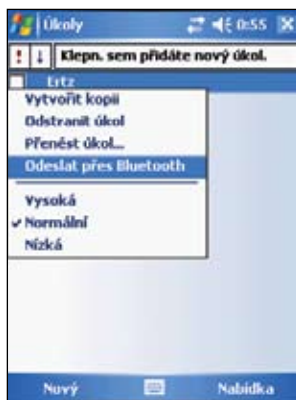 Úkoly 0:55
! ↓ Klepn. sem přidáte nový úkol.
Ertz
Vytvořit kopii
Odstranit úkol
Přenést úkol...
Odeslat přes Bluetooth
Vysoká
Normální
Nízká
Nový Nabídka